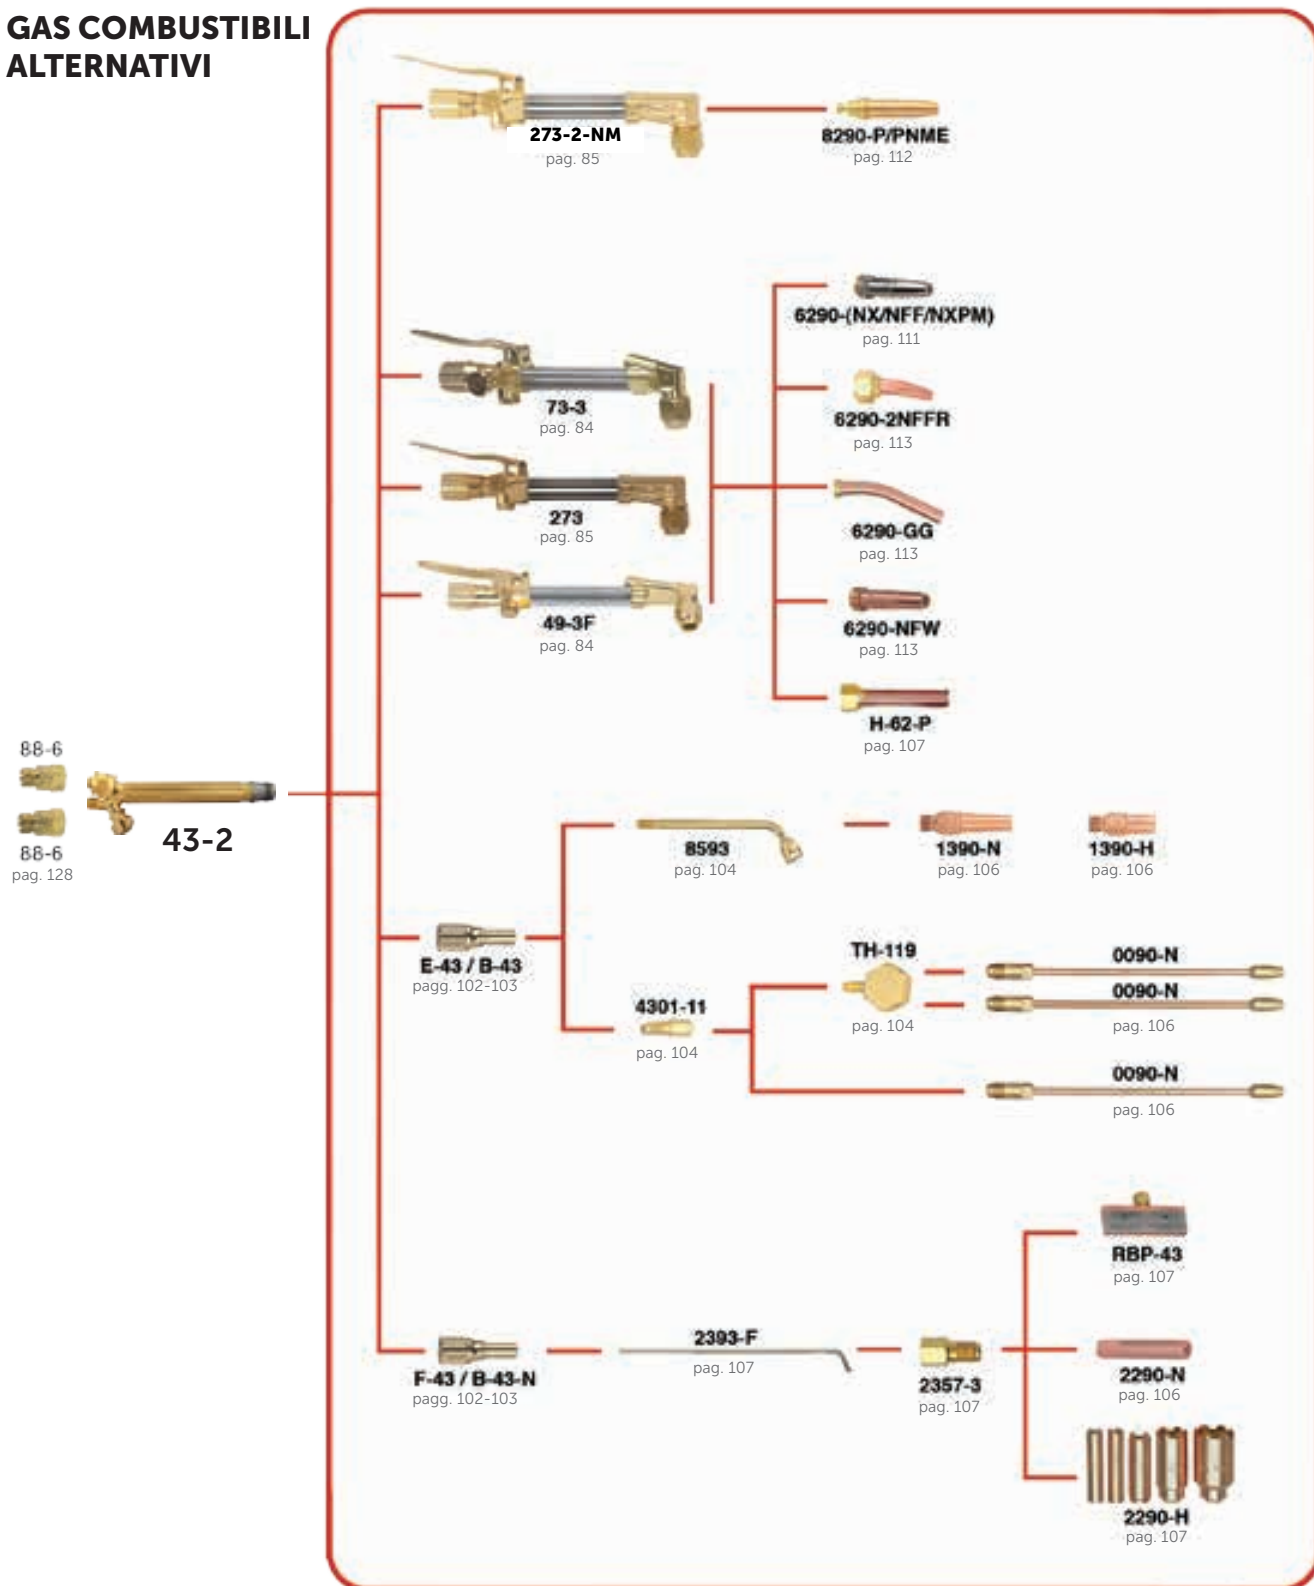 GAS COMBUSTIBILI
ALTERNATIVI
273-2-NM
pag. 85
8290-P/PNME
pag. 112
6290-(NX/NFF/NXPM)
pag. 111
73-3
pag. 84
6290-2NFFR
pag. 113
273
pag. 85
6290-GG
pag. 113
49-3F
pag. 84
6290-NFW
pag. 113
H-62-P
pag. 107
88-6
88-6
pag. 128
43-2
8593
pag. 104
1390-N
pag. 106
1390-H
pag. 106
E-43 / B-43
pagg. 102-103
4301-11
pag. 104
TH-119
pag. 104
0090-N
0090-N
pag. 106
0090-N
pag. 106
RBP-43
pag. 107
F-43 / B-43-N
pagg. 102-103
2393-F
pag. 107
2357-3
pag. 107
2290-N
pag. 106
2290-H
pag. 107